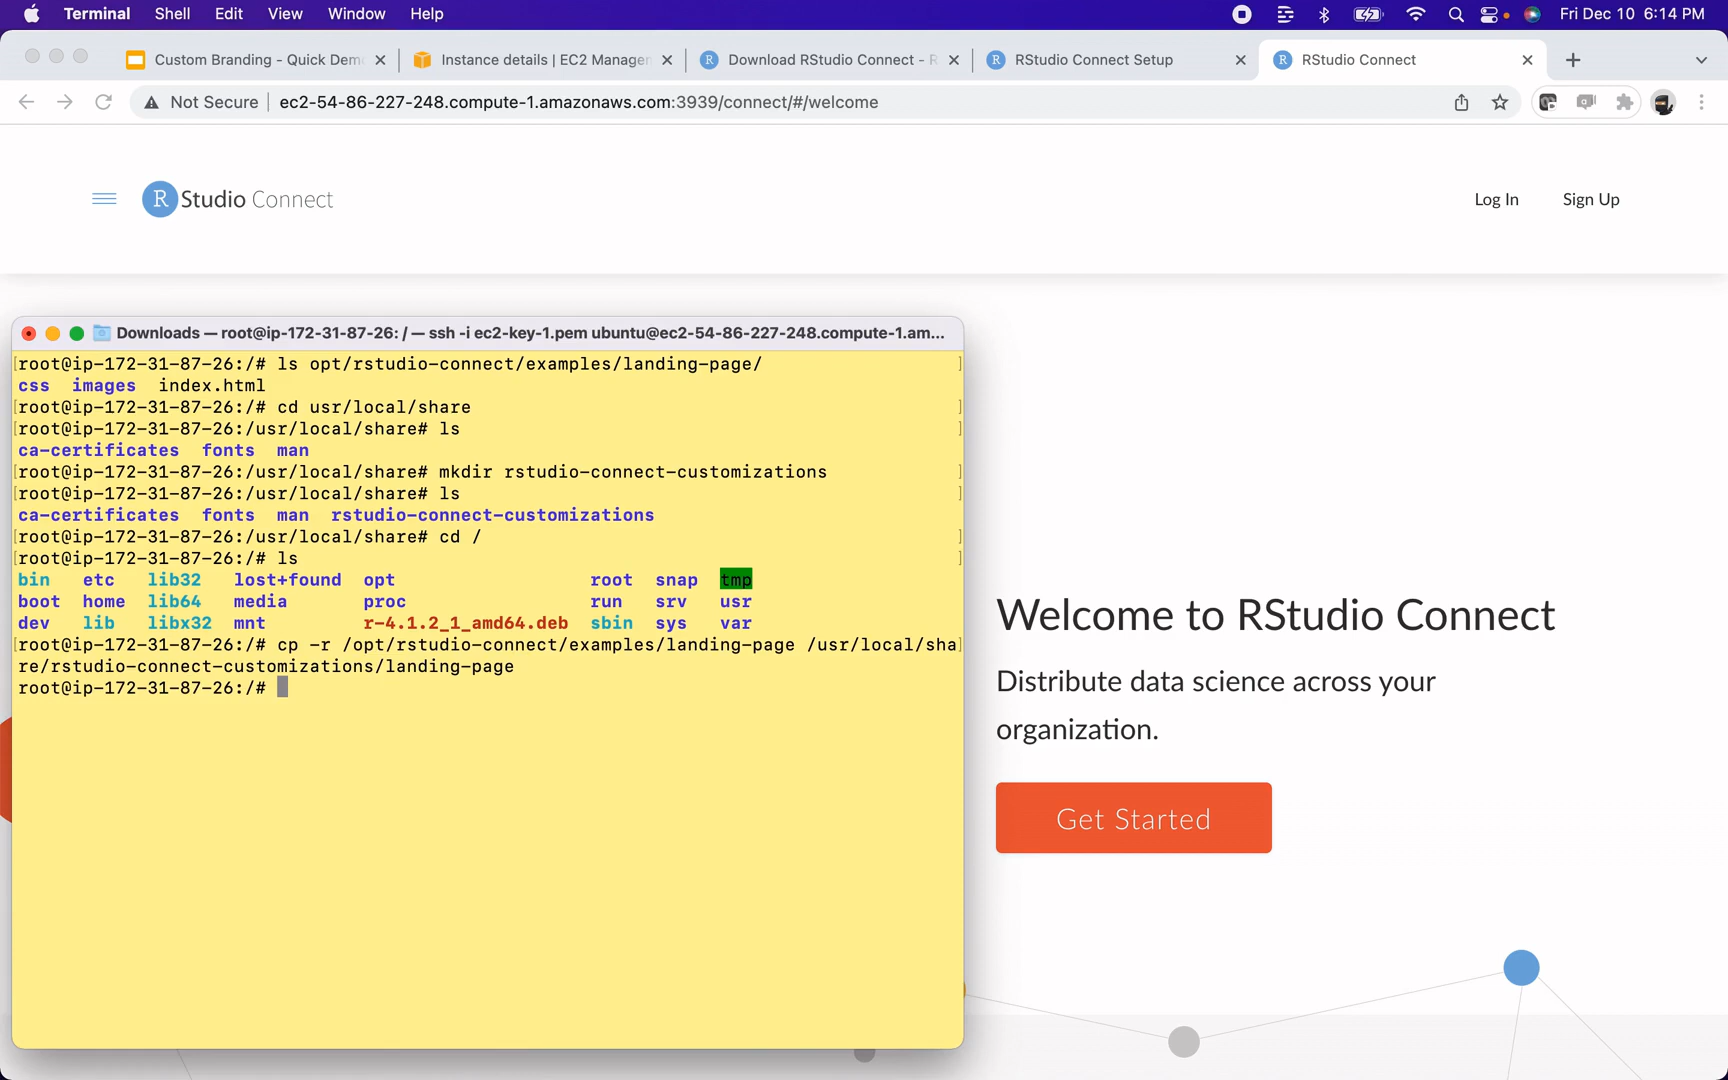 Terminal Shell Edit View Window Help Fri Dec 10 6:14 PM
Custom Branding - Quick Dem Instance details | EC2 Manager Download RStudio Connect - R RStudio Connect Setup RStudio Connect
Not Secure ec2-54-86-227-248.compute-1.amazonaws.com:3939/connect/#/welcome
R Studio Connect Log In Sign Up
Downloads — root@ip-172-31-87-26: / — ssh -i ec2-key-1.pem ubuntu@ec2-54-86-227-248.compute-1.am...
[root@ip-172-31-87-26:/# ls opt/rstudio-connect/examples/landing-page/ ]
css images index.html
[root@ip-172-31-87-26:/# cd usr/local/share ]
[root@ip-172-31-87-26:/usr/local/share# ls ]
ca-certificates fonts man
[root@ip-172-31-87-26:/usr/local/share# mkdir rstudio-connect-customizations ]
[root@ip-172-31-87-26:/usr/local/share# ls ]
ca-certificates fonts man rstudio-connect-customizations
[root@ip-172-31-87-26:/usr/local/share# cd / ]
[root@ip-172-31-87-26:/# ls ]
bin etc lib32 lost+found opt root snap tmp
boot home lib64 media proc run srv usr
dev lib libx32 mnt r-4.1.2_1_amd64.deb sbin sys var
[root@ip-172-31-87-26:/# cp -r /opt/rstudio-connect/examples/landing-page /usr/local/sha]
re/rstudio-connect-customizations/landing-page
root@ip-172-31-87-26:/#
Welcome to RStudio Connect
Distribute data science across your
organization.
Get Started